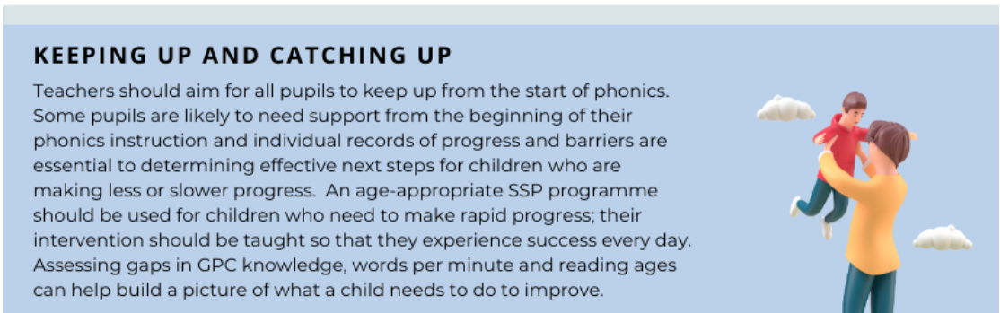 KEEPING UP AND CATCHING UP
Teachers should aim for all pupils to keep up from the start of phonics.
Some pupils are likely to need support from the beginning of their
phonics instruction and individual records of progress and barriers are
essential to determining effective next steps for children who are
making less or slower progress.  An age-appropriate SSP programme
should be used for children who need to make rapid progress; their
intervention should be taught so that they experience success every day.
Assessing gaps in GPC knowledge, words per minute and reading ages
can help build a picture of what a child needs to do to improve.